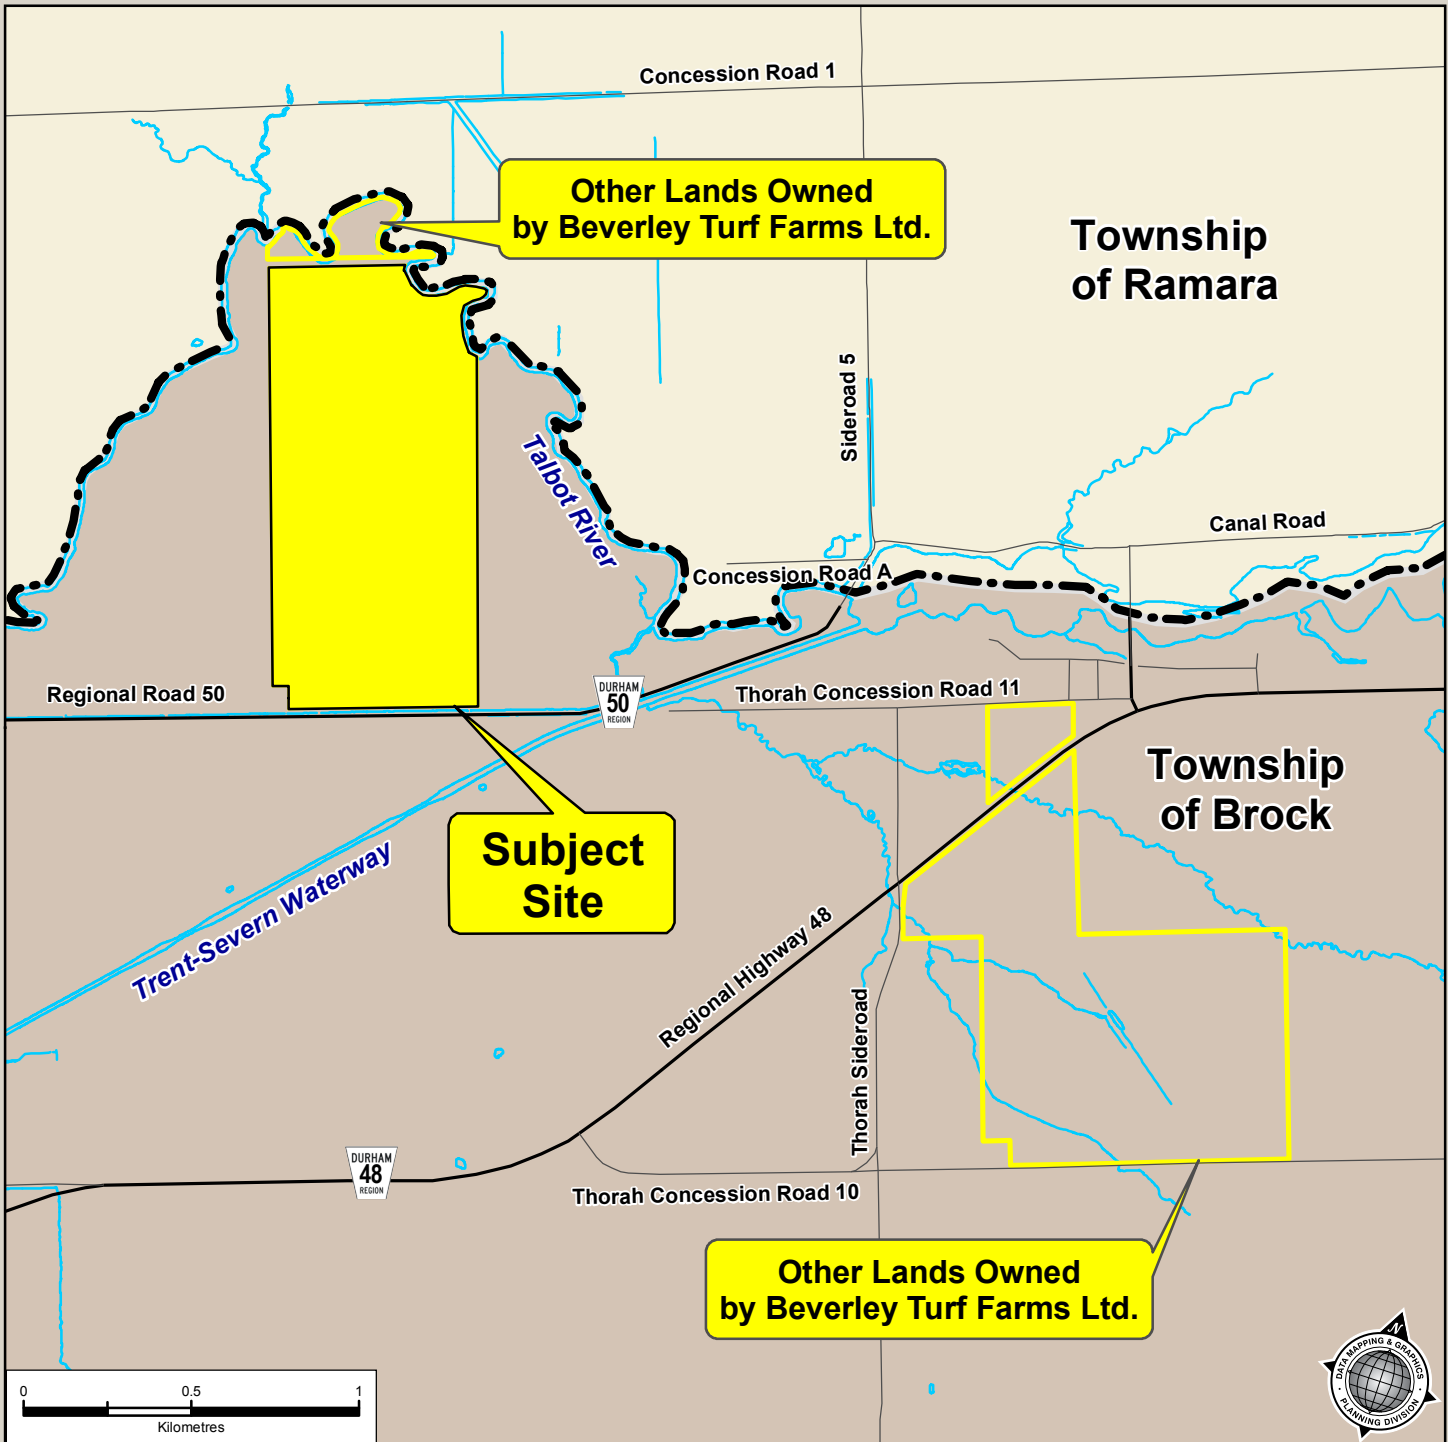 Concession Road 1
Other Lands Owned
by Beverley Turf Farms Ltd.
Township
of Ramara
Sideroad 5
Talbot River
Canal Road
Concession Road A
Regional Road 50
DURHAM
50
REGION
Thorah Concession Road 11
Township
of Brock
Subject
Site
Trent-Severn Waterway
Regional Highway 48
Thorah Sideroad
DURHAM
48
REGION
Thorah Concession Road 10
Other Lands Owned
by Beverley Turf Farms Ltd.
N
DATA MAPPING & GRAPHICS
PLANNING DIVISION
0 0.5 1
Kilometres